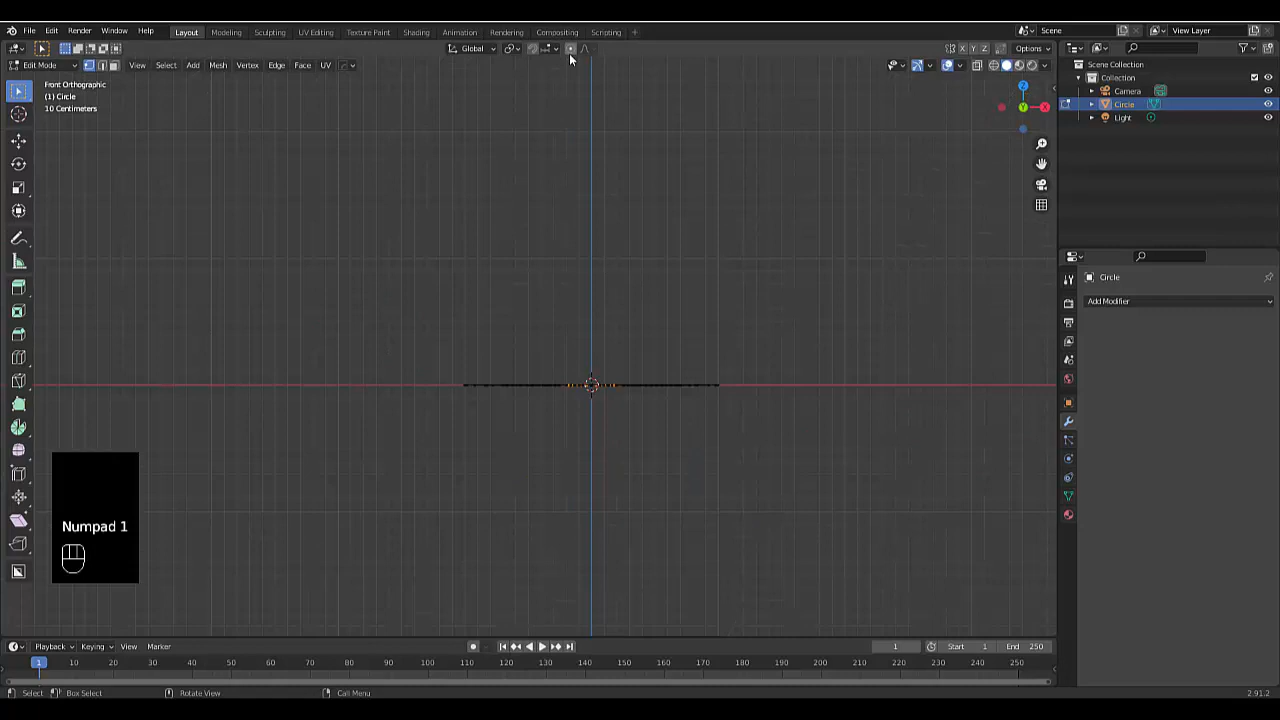 File Edit Render Window Help Layout Modeling Sculpting UV Editing Texture Paint Shading Animation Rendering Compositing Scripting + Scene View Layer
Global X Y Z Options
Edit Mode View Select Add Mesh Vertex Edge Face UV
Scene Collection
Collection
Camera
Circle
Light
Front Orthographic
(1) Circle
10 Centimeters
Z
Y
X
Circle
Add Modifier
Numpad 1
Playback Keying View Marker 1 Start 1 End 250
1 10 20 30 40 50 60 70 80 90 100 110 120 130 140 150 160 170 180 190 200 210 220 230 240 250
Select Box Select Rotate View Call Menu 2.91.2